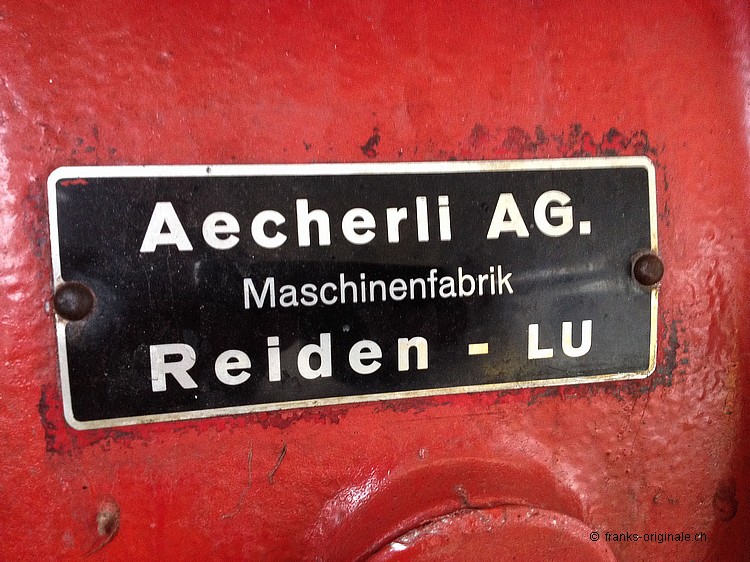 Aecherli AG.
Maschinenfabrik
Reiden - LU
© franks-originale.ch